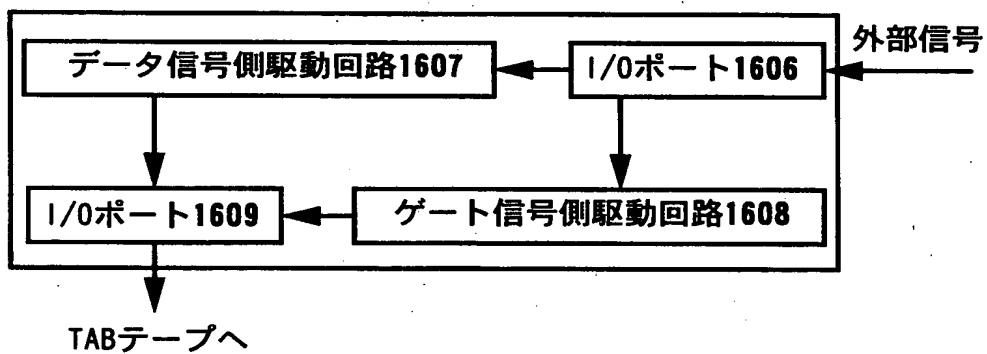 外部信号
データ信号側駆動回路1607
I/Oポート1606
I/Oポート1609
ゲート信号側駆動回路1608
TABテープへ